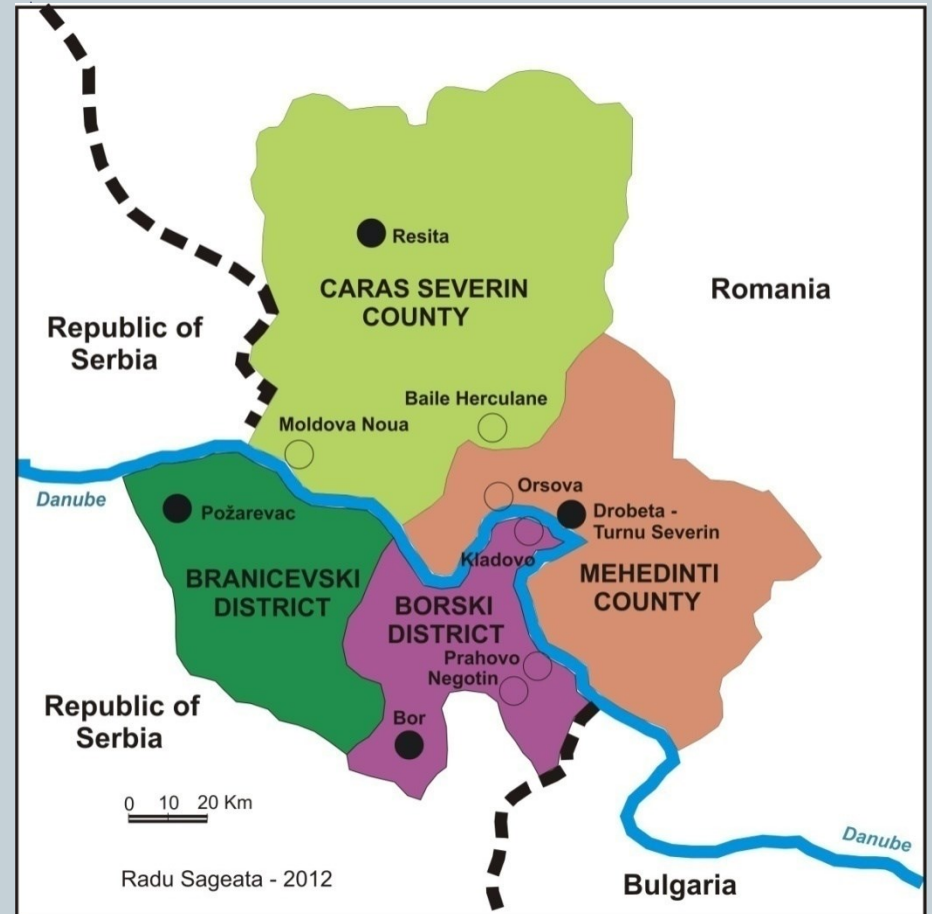 Resita
CARAS SEVERIN
COUNTY
Romania
Republic of
Serbia
Baile Herculane
Moldova Noua
Danube
Požarevac
Orsova
Drobeta -
Turnu Severin
Kladovo
BRANICEVSKI
DISTRICT
BORSKI
DISTRICT
MEHEDINTI
COUNTY
Prahovo
Negotin
Republic of
Serbia
Bor
0 10 20 Km
Danube
Radu Sageata - 2012
Bulgaria